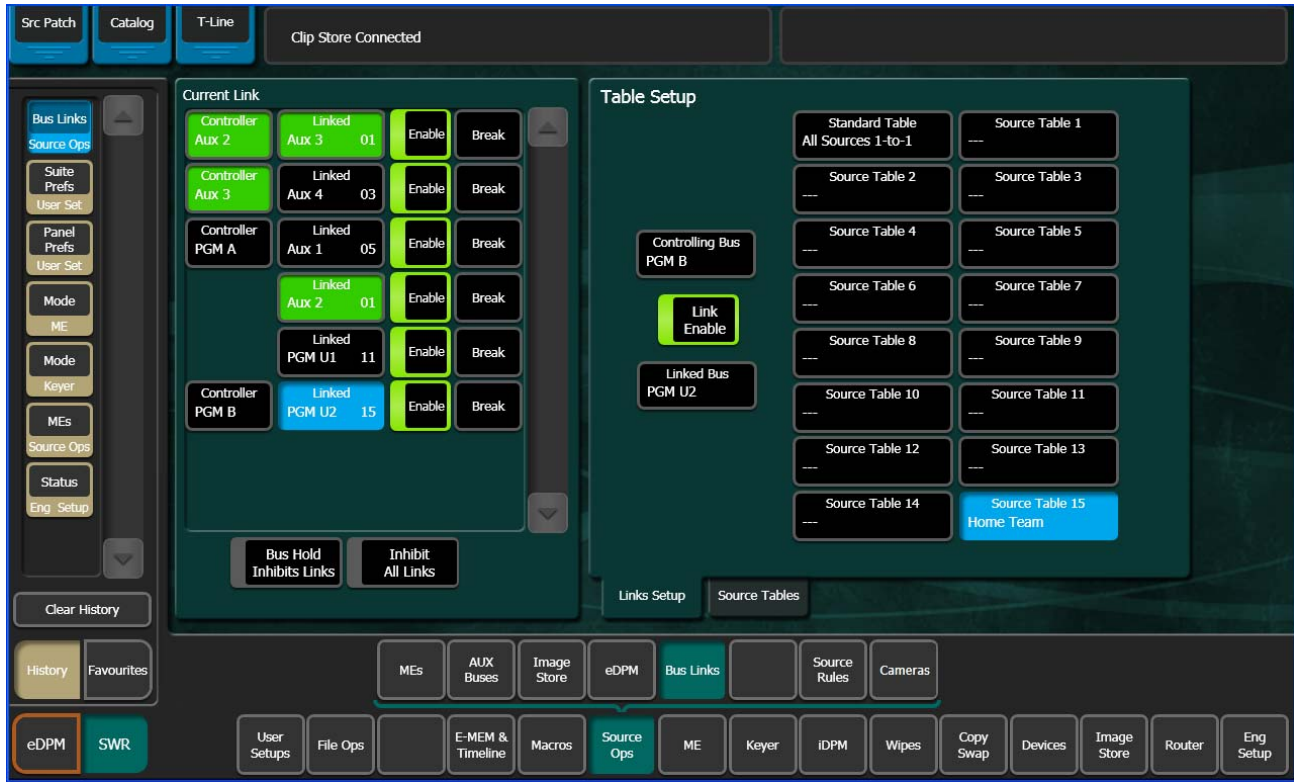 Src Patch
Catalog
T-Line
Clip Store Connected
Bus Links
Source Ops
Suite
Prefs
User Set
Panel
Prefs
User Set
Mode
ME
Mode
Keyer
MEs
Source Ops
Status
Eng Setup
Clear History
History
Favourites
eDPM
SWR
Current Link
Controller
Aux 2
Linked
Aux 3 01
Enable
Break
Controller
Aux 3
Linked
Aux 4 03
Enable
Break
Controller
PGM A
Linked
Aux 1 05
Enable
Break
Linked
Aux 2 01
Enable
Break
Linked
PGM U1 11
Enable
Break
Controller
PGM B
Linked
PGM U2 15
Enable
Break
Bus Hold
Inhibits Links
Inhibit
All Links
Table Setup
Controlling Bus
PGM B
Link
Enable
Linked Bus
PGM U2
Standard Table
All Sources 1-to-1
Source Table 1
---
Source Table 2
---
Source Table 3
---
Source Table 4
---
Source Table 5
---
Source Table 6
---
Source Table 7
---
Source Table 8
---
Source Table 9
---
Source Table 10
---
Source Table 11
---
Source Table 12
---
Source Table 13
---
Source Table 14
---
Source Table 15
Home Team
Links Setup
Source Tables
MEs
AUX
Buses
Image
Store
eDPM
Bus Links
Source
Rules
Cameras
User
Setups
File Ops
E-MEM &
Timeline
Macros
Source
Ops
ME
Keyer
iDPM
Wipes
Copy
Swap
Devices
Image
Store
Router
Eng
Setup